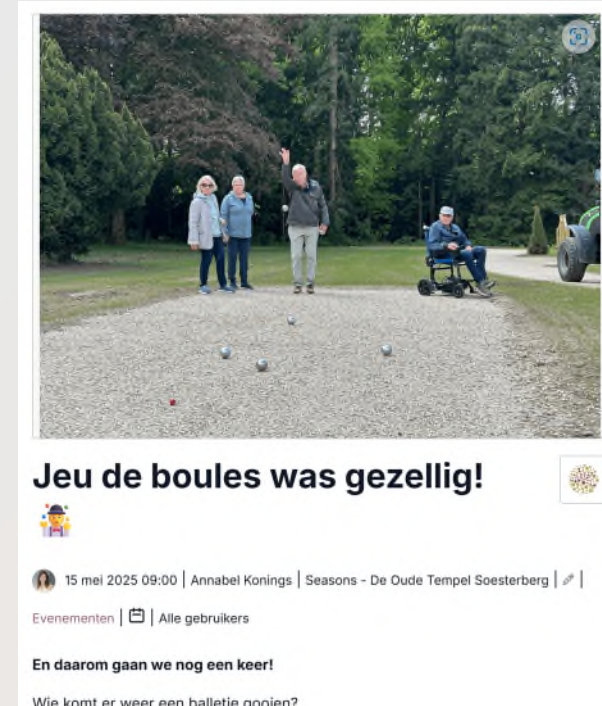 Jeu de boules was gezellig!
15 mei 2025 09:00 | Annabel Konings | Seasons - De Oude Tempel Soesterberg | |
Evenementen | | Alle gebruikers
En daarom gaan we nog een keer!
Wie komt er weer een balletje gooien?